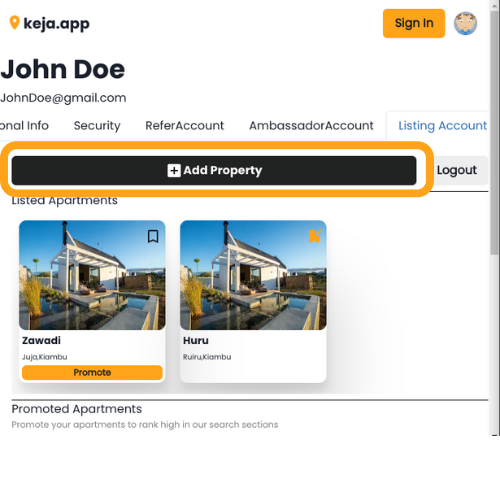 keja.app
Sign In
John Doe
JohnDoe@gmail.com
onal Info Security ReferAccount AmbassadorAccount Listing Account
Add Property
Logout
Listed Apartments
Zawadi Huru
Juja,Kiambu Ruiru,Kiambu
Promote
Promoted Apartments
Promote your apartments to rank high in our search sections